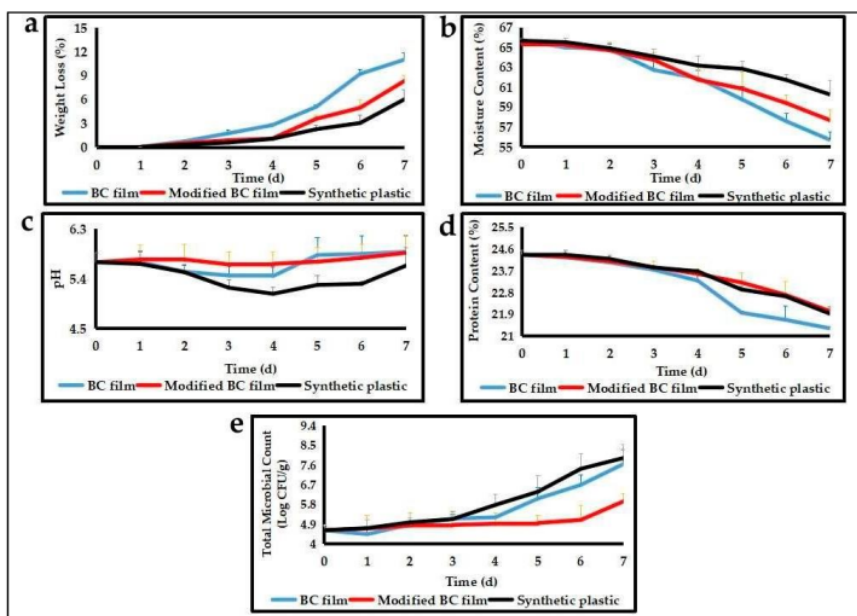 a
Weight Loss (%)
15
12
9
6
3
0
0 1 2 3 4 5 6 7
Time (d)
BC film Modified BC film Synthetic plastic
b
Moisture Content (%)
67
65
63
61
59
57
55
0 1 2 3 4 5 6 7
Time (d)
BC film Modified BC film Synthetic plastic
c
pH
6.3
5.4
4.5
0 1 2 3 4 5 6 7
Time (d)
BC film Modified BC film Synthetic plastic
d
Protein Content (%)
25.5
24.6
23.7
22.8
21.9
21
0 1 2 3 4 5 6 7
Time (d)
BC film Modified BC film Synthetic plastic
e
Total Microbial Count
(Log CFU/g)
9.4
8.5
7.6
6.7
5.8
4.9
4
0 1 2 3 4 5 6 7
Time (d)
BC film Modified BC film Synthetic plastic